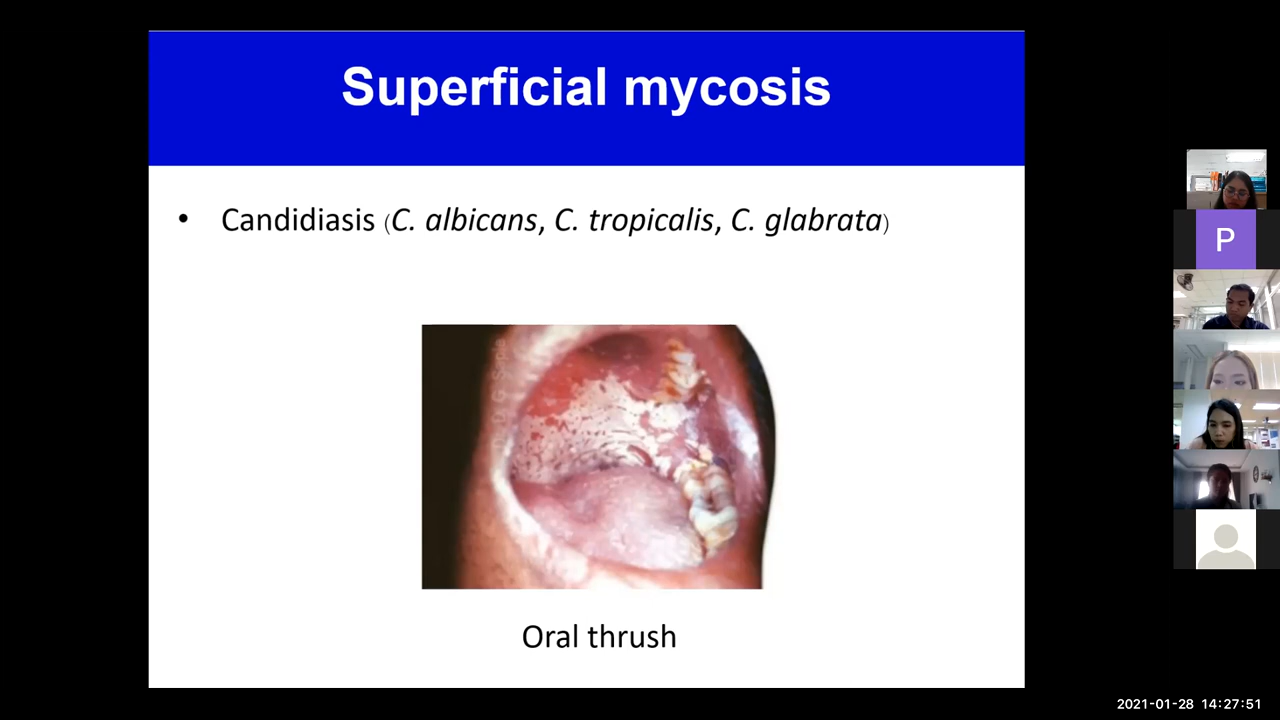 Superficial mycosis
• Candidiasis (C. albicans, C. tropicalis, C. glabrata)
Oral thrush
P
2021-01-28 14:27:51